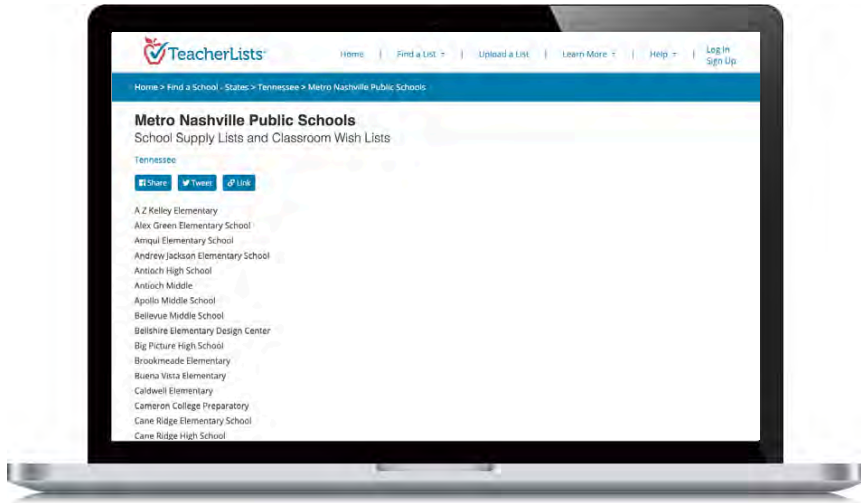 TeacherLists
Home | Find a List | Upload a List | Learn More | Help | Log In
Sign Up
Home > Find a School - States > Tennessee > Metro Nashville Public Schools
Metro Nashville Public Schools
School Supply Lists and Classroom Wish Lists
Tennessee
Share Tweet Link
A Z Kelley Elementary
Alex Green Elementary School
Amqui Elementary School
Andrew Jackson Elementary School
Antioch High School
Antioch Middle
Apollo Middle School
Bellevue Middle School
Bellshire Elementary Design Center
Big Picture High School
Brookmeade Elementary
Buena Vista Elementary
Caldwell Elementary
Cameron College Preparatory
Cane Ridge Elementary School
Cane Ridge High School